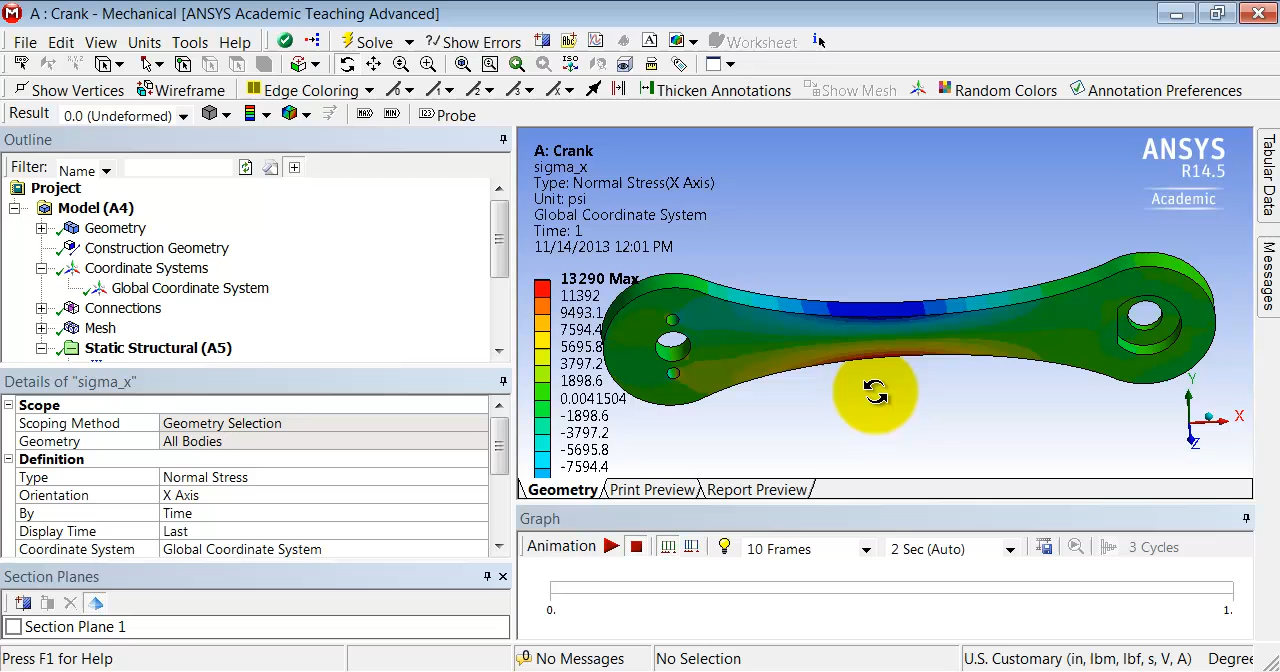 A : Crank - Mechanical [ANSYS Academic Teaching Advanced]
File Edit View Units Tools Help Solve Show Errors Worksheet
Show Vertices Wireframe Edge Coloring Thicken Annotations Show Mesh Random Colors Annotation Preferences
Result 0.0 (Undeformed) MAX MIN Probe
Outline
Filter: Name
Project
Model (A4)
Geometry
Construction Geometry
Coordinate Systems
Global Coordinate System
Connections
Mesh
Static Structural (A5)
Details of "sigma_x"
Scope
Scoping Method Geometry Selection
Geometry All Bodies
Definition
Type Normal Stress
Orientation X Axis
By Time
Display Time Last
Coordinate System Global Coordinate System
Section Planes
Section Plane 1
A: Crank
sigma_x
Type: Normal Stress(X Axis)
Unit: psi
Global Coordinate System
Time: 1
11/14/2013 12:01 PM
13290 Max
11392
9493.1
7594.4
5695.8
3797.2
1898.6
0.0041504
-1898.6
-3797.2
-5695.8
-7594.4
ANSYS
R14.5
Academic
Y
X
Z
Geometry Print Preview Report Preview
Graph
Animation 10 Frames 2 Sec (Auto) 3 Cycles
0. 1.
Tabular Data
Messages
Press F1 for Help 0 No Messages No Selection U.S. Customary (in, lbm, lbf, s, V, A) Degree